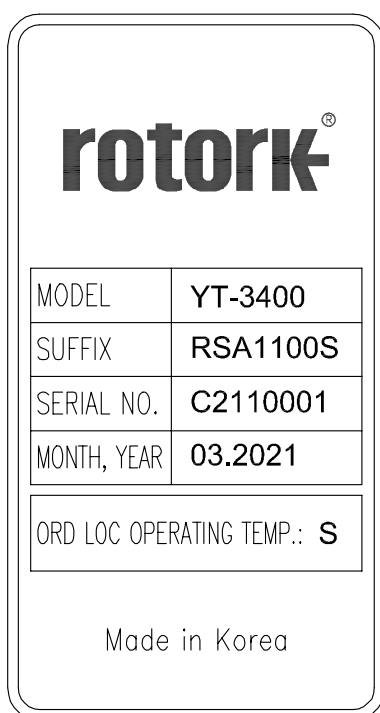 rotork®
MODEL YT-3400
SUFFIX RSA1100S
SERIAL NO. C2110001
MONTH, YEAR 03.2021
ORD LOC OPERATING TEMP.: S
Made in Korea